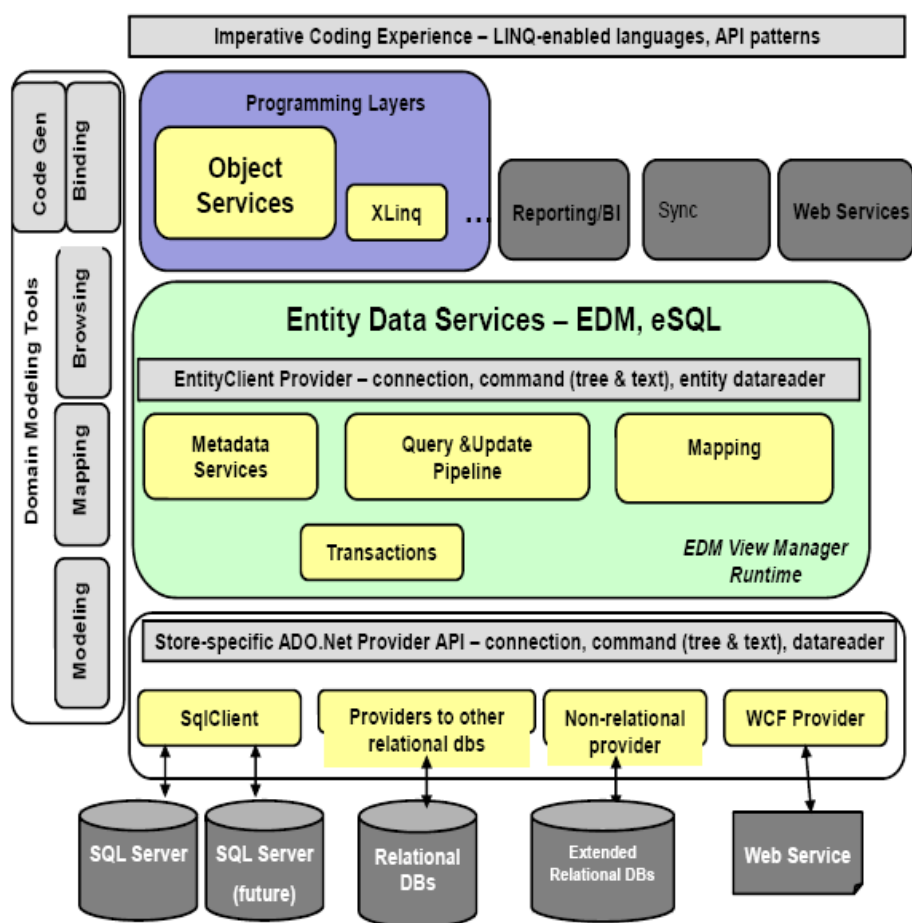 Imperative Coding Experience – LINQ-enabled languages, API patterns
Code Gen
Binding
Domain Modeling Tools
Browsing
Mapping
Modeling
Programming Layers
Object
Services
XLinq
...
Reporting/BI
Sync
Web Services
Entity Data Services – EDM, eSQL
EntityClient Provider – connection, command (tree & text), entity datareader
Metadata
Services
Query &Update
Pipeline
Mapping
Transactions
EDM View Manager
Runtime
Store-specific ADO.Net Provider API – connection, command (tree & text), datareader
SqlClient
Providers to other
relational dbs
Non-relational
provider
WCF Provider
SQL Server
SQL Server
(future)
Relational
DBs
Extended
Relational DBs
Web Service